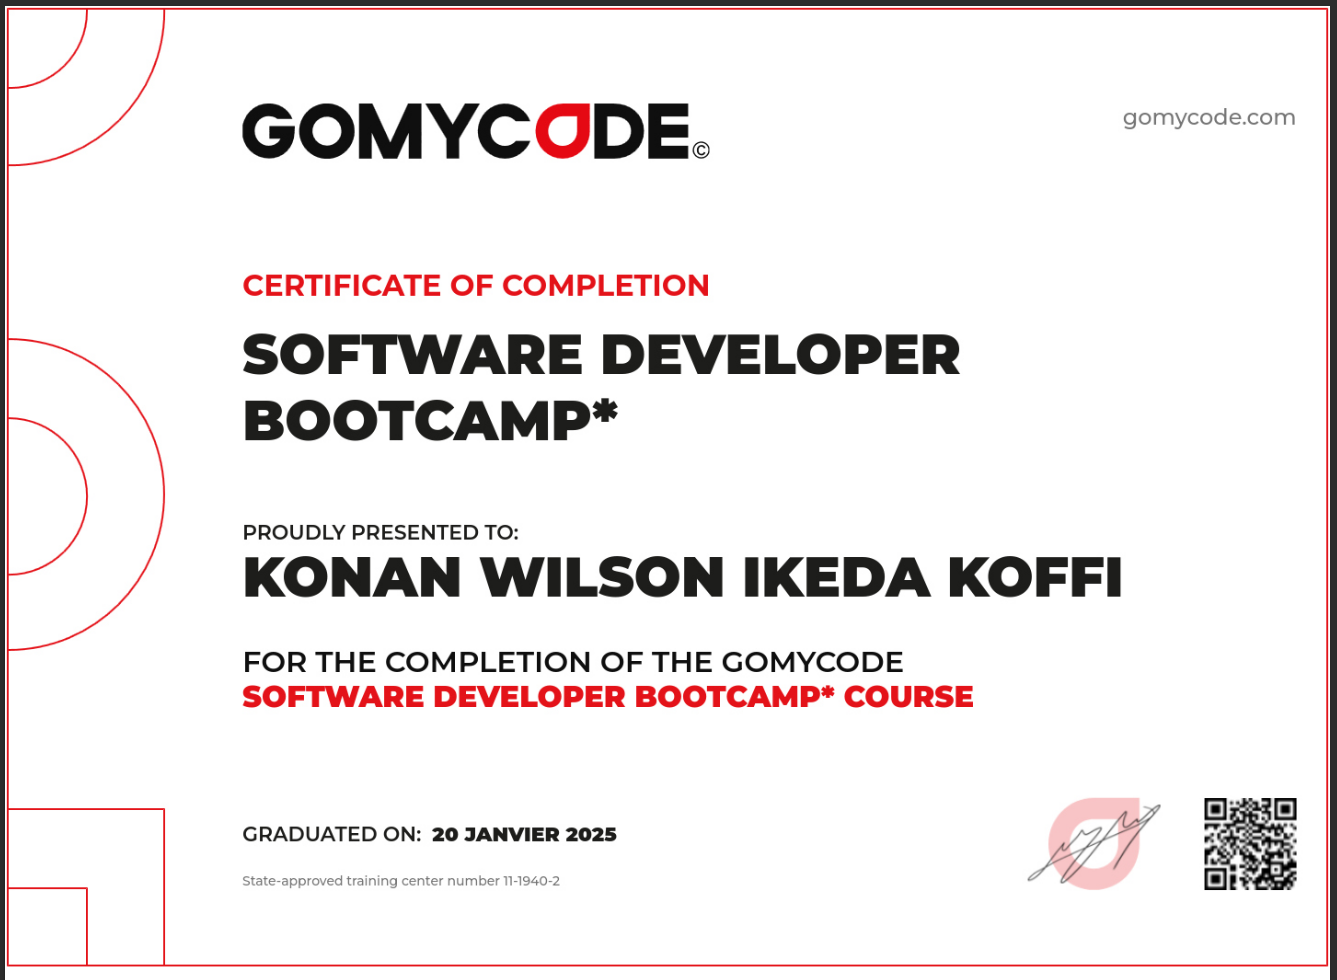 GOMYCODE©
gomycode.com
CERTIFICATE OF COMPLETION
SOFTWARE DEVELOPER
BOOTCAMP*
PROUDLY PRESENTED TO:
KONAN WILSON IKEDA KOFFI
FOR THE COMPLETION OF THE GOMYCODE
SOFTWARE DEVELOPER BOOTCAMP* COURSE
GRADUATED ON: 20 JANVIER 2025
State-approved training center number 11-1940-2